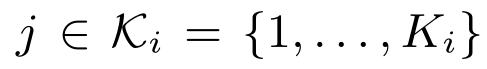 j ∈ 𝒦ᵢ = {1, . . . , Kᵢ}